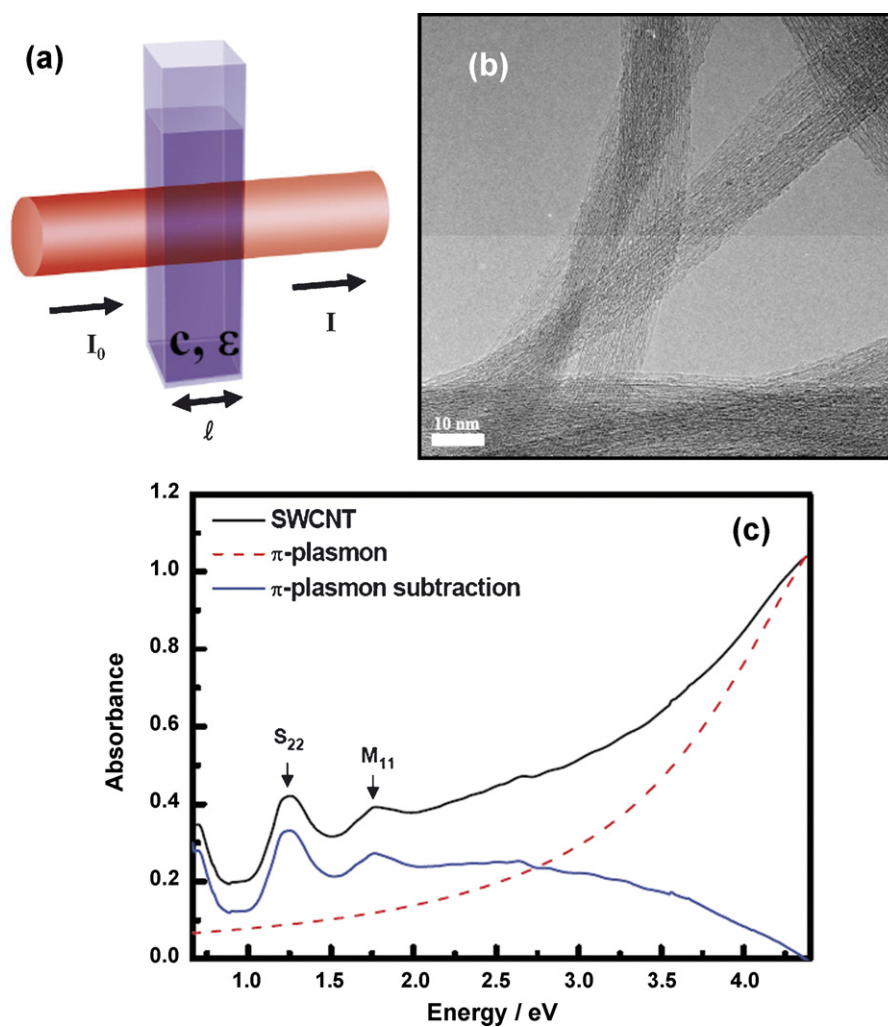 (a)
I₀
I
c, ε
ℓ
(b)
10 nm
(c)
SWCNT
π-plasmon
π-plasmon subtraction
S₂₂
M₁₁
1.2
1.0
0.8
0.6
0.4
0.2
0.0
Absorbance
1.0 1.5 2.0 2.5 3.0 3.5 4.0
Energy / eV